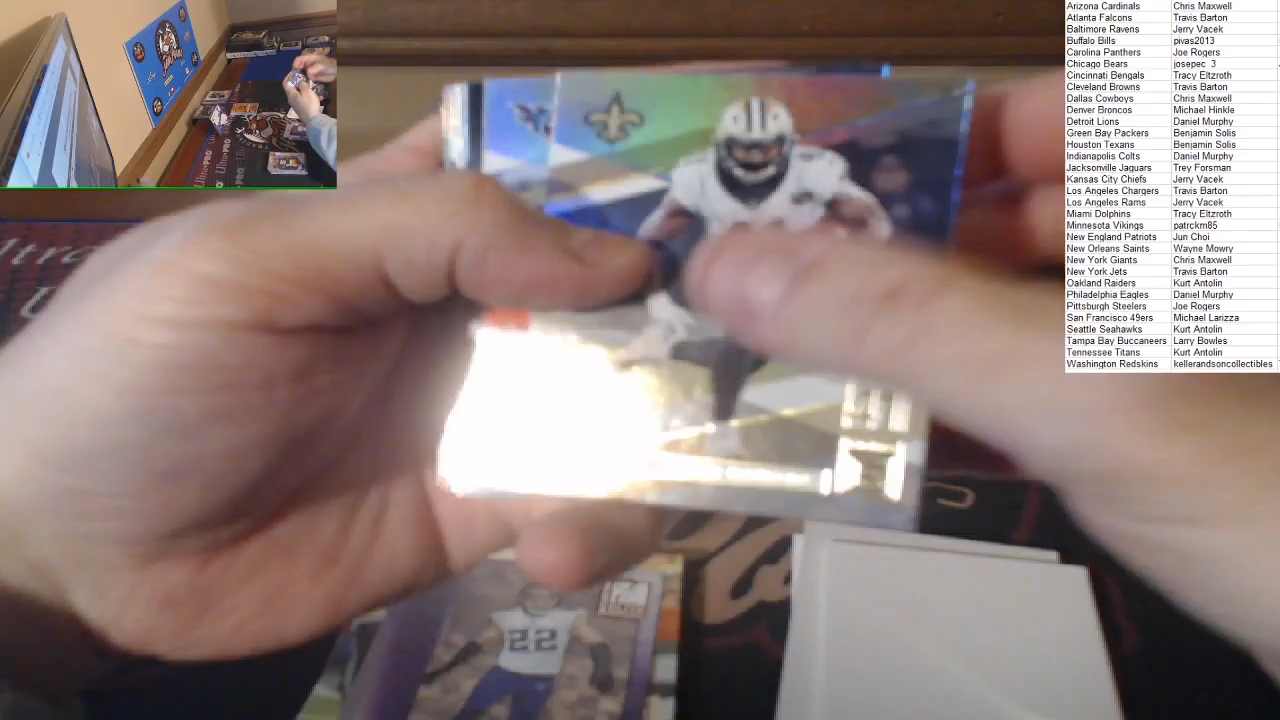 Arizona Cardinals Chris Maxwell
Atlanta Falcons Travis Barton
Baltimore Ravens Jerry Vacek
Buffalo Bills pivas2013
Carolina Panthers Joe Rogers
Chicago Bears josepec_3
Cincinnati Bengals Tracy Eltzroth
Cleveland Browns Travis Barton
Dallas Cowboys Chris Maxwell
Denver Broncos Michael Hinkle
Detroit Lions Daniel Murphy
Green Bay Packers Benjamin Solis
Houston Texans Benjamin Solis
Indianapolis Colts Daniel Murphy
Jacksonville Jaguars Trey Forsman
Kansas City Chiefs Jerry Vacek
Los Angeles Chargers Travis Barton
Los Angeles Rams Jerry Vacek
Miami Dolphins Tracy Eltzroth
Minnesota Vikings patrckm85
New England Patriots Jun Choi
New Orleans Saints Wayne Mowry
New York Giants Chris Maxwell
New York Jets Travis Barton
Oakland Raiders Kurt Antolin
Philadelphia Eagles Daniel Murphy
Pittsburgh Steelers Joe Rogers
San Francisco 49ers Michael Larizza
Seattle Seahawks Kurt Antolin
Tampa Bay Buccaneers Larry Bowles
Tennessee Titans Kurt Antolin
Washington Redskins kellerandsoncollectibles
Ultra PRO
22